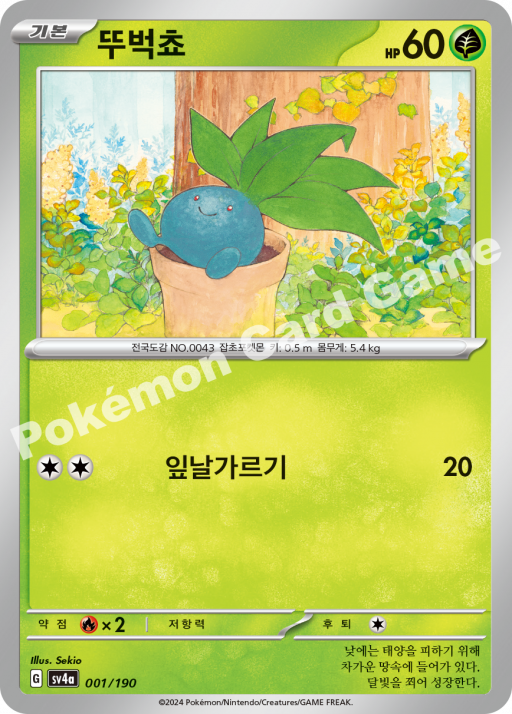 기본
뚜벅쵸
HP 60
전국도감 NO.0043 잡초포켓몬 키: 0.5 m 몸무게: 5.4 kg
Pokémon Card Game
잎날가르기 20
약점 ×2 저항력 후퇴
Illus. Sekio
G sv4a 001/190
낮에는 태양을 피하기 위해
차가운 땅속에 들어가 있다.
달빛을 쬐어 성장한다.
©2024 Pokémon/Nintendo/Creatures/GAME FREAK.